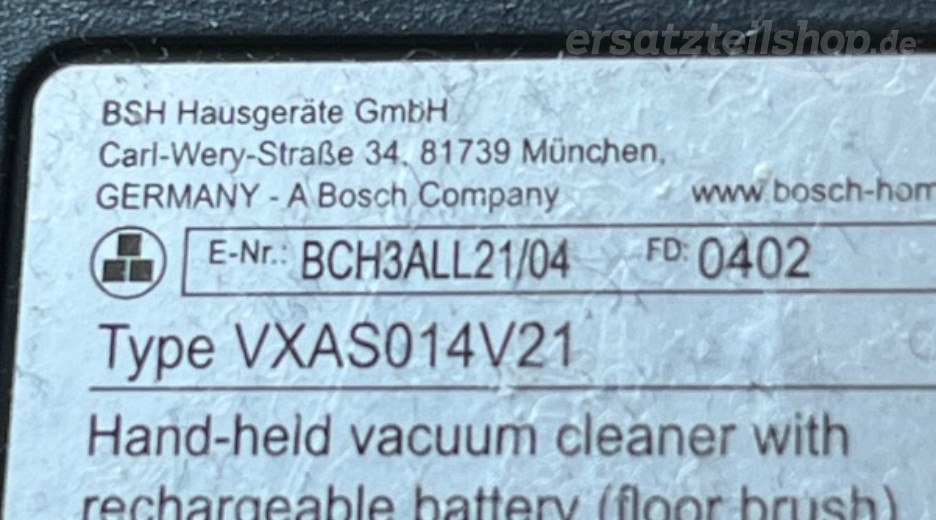 ersatzteilshop.de
BSH Hausgeräte GmbH
Carl-Wery-Straße 34, 81739 München,
GERMANY - A Bosch Company www.bosch-hom
E-Nr.: BCH3ALL21/04 FD: 0402
Type VXAS014V21
Hand-held vacuum cleaner with
rechargeable battery (floor brush)